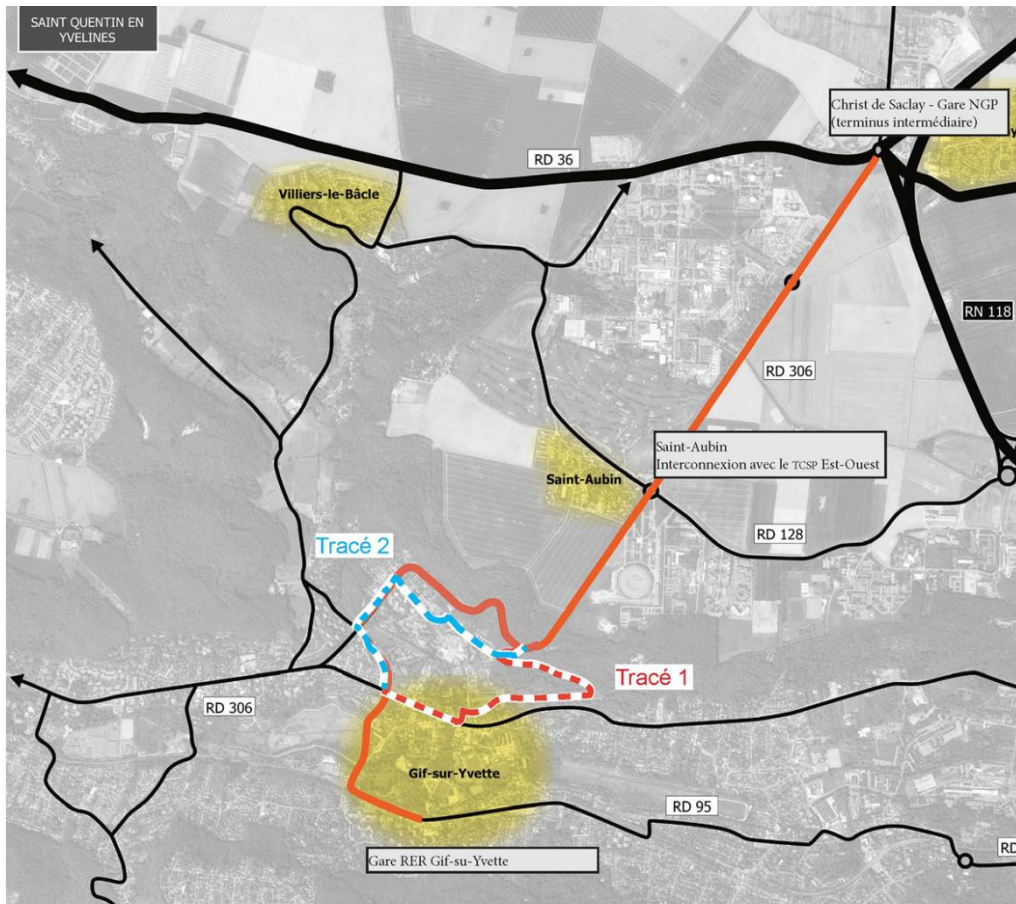 SAINT QUENTIN EN
YVELINES
Christ de Saclay - Gare NGP
(terminus intermédiaire)
RD 36
Villiers-le-Bâcle
RN 118
RD 306
Saint-Aubin
Interconnexion avec le TCSP Est-Ouest
Saint-Aubin
RD 128
Tracé 2
Tracé 1
RD 306
Gif-sur-Yvette
RD 95
RD
Gare RER Gif-su-Yvette